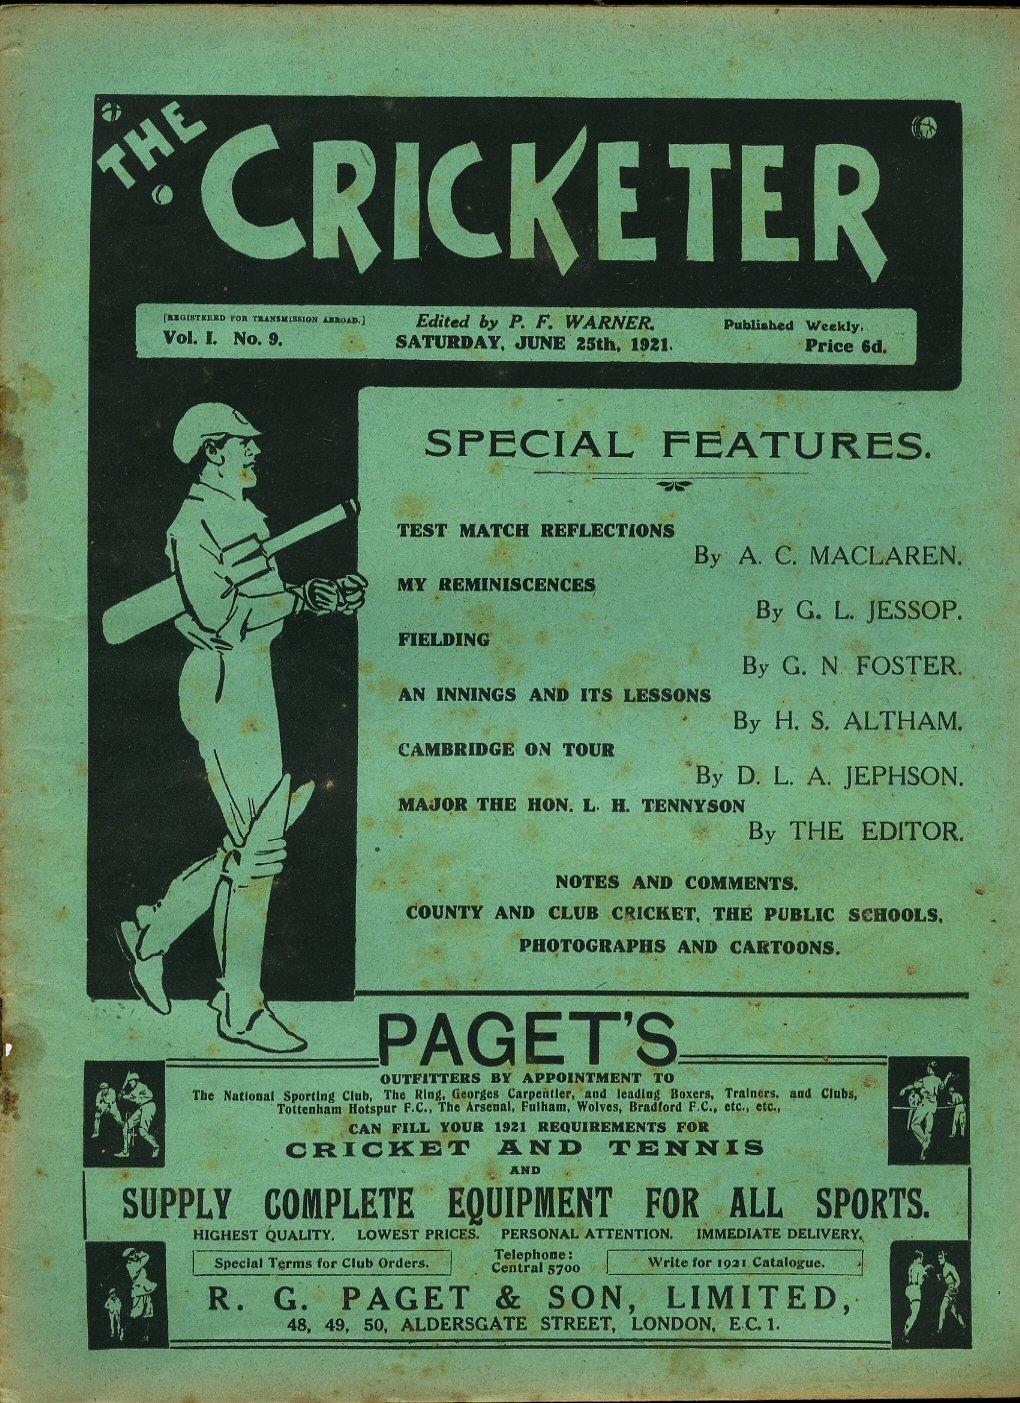 THE
CRICKETER
[REGISTERED FOR TRANSMISSION ABROAD.]
Vol. I. No. 9.
Edited by P. F. WARNER.
SATURDAY, JUNE 25th, 1921.
Published Weekly.
Price 6d.
SPECIAL FEATURES.
TEST MATCH REFLECTIONS
By A. C. MACLAREN.
MY REMINISCENCES
By G. L. JESSOP.
FIELDING
By G. N. FOSTER.
AN INNINGS AND ITS LESSONS
By H. S. ALTHAM.
CAMBRIDGE ON TOUR
By D. L. A. JEPHSON.
MAJOR THE HON. L. H. TENNYSON
By THE EDITOR.
NOTES AND COMMENTS.
COUNTY AND CLUB CRICKET, THE PUBLIC SCHOOLS.
PHOTOGRAPHS AND CARTOONS.
PAGET'S
OUTFITTERS BY APPOINTMENT TO
The National Sporting Club, The Ring, Georges Carpentier, and leading Boxers, Trainers, and Clubs,
Tottenham Hotspur F.C., The Arsenal, Fulham, Wolves, Bradford F.C., etc., etc.,
CAN FILL YOUR 1921 REQUIREMENTS FOR
CRICKET AND TENNIS
AND
SUPPLY COMPLETE EQUIPMENT FOR ALL SPORTS.
HIGHEST QUALITY. LOWEST PRICES. PERSONAL ATTENTION. IMMEDIATE DELIVERY.
Special Terms for Club Orders.
Telephone:
Central 5700
Write for 1921 Catalogue.
R. G. PAGET & SON, LIMITED,
48, 49, 50, ALDERSGATE STREET, LONDON, E.C. 1.